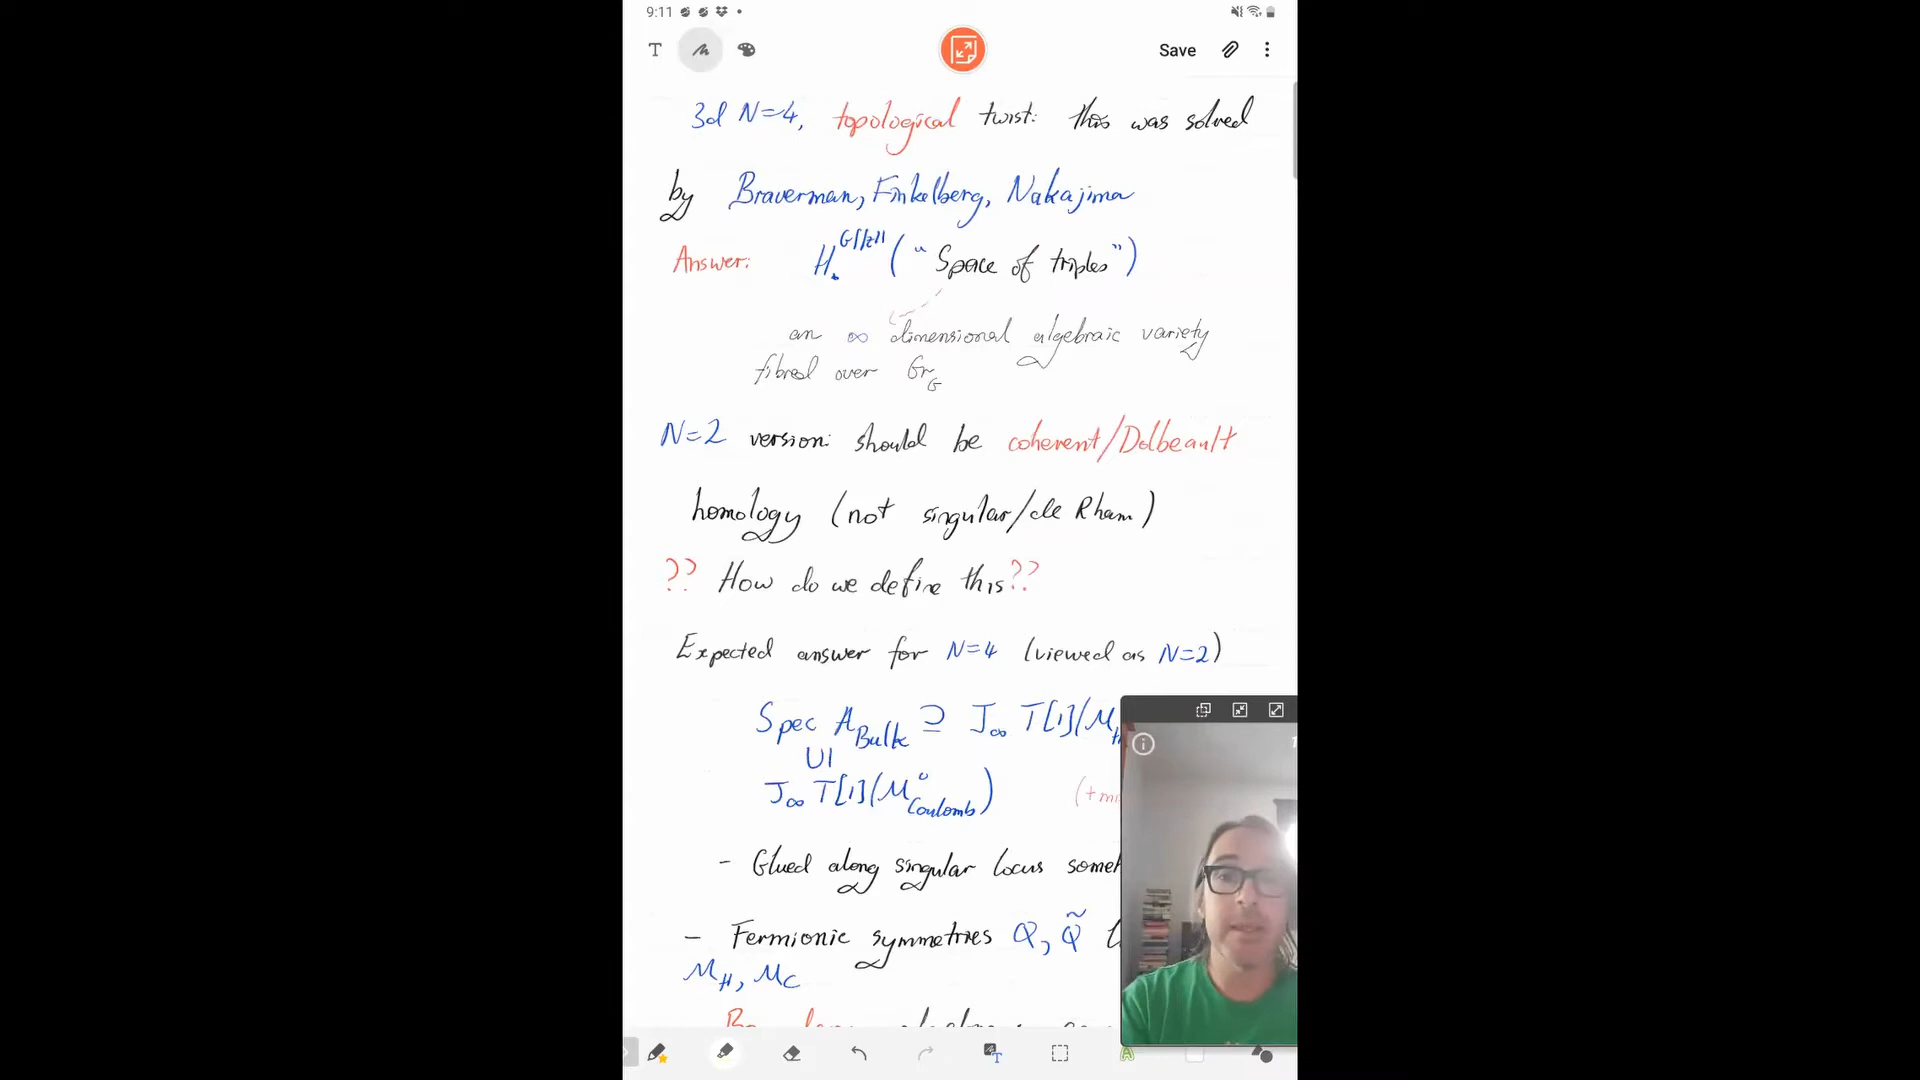 9:11
T
Save
3d N=4, topological twist: this was solved
by Braverman, Finkelberg, Nakajima
Answer: H.^{G[[z]]} ( "Space of triples" )
an ∞ dimensional algebraic variety
fibred over Gr_G
N=2 version should be coherent/Dolbeault
homology (not singular/de Rham)
?? How do we define this ??
Expected answer for N=4 (viewed as N=2)
Spec A_Bulk ⊇ J_∞ T[1](M
UI
J_∞ T[1](M°_Coulomb)
(+
- Glued along singular locus
- Fermionic symmetries Q, Q̃
M_H, M_C